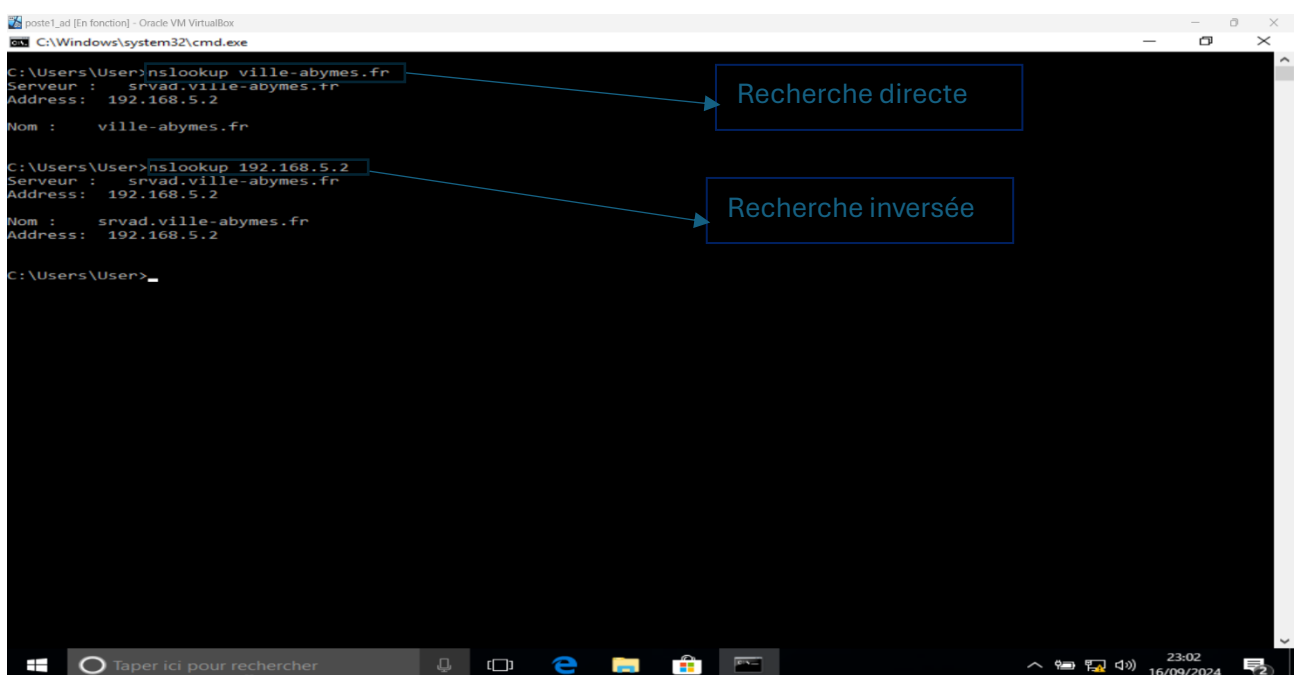 poste1_ad [En fonction] - Oracle VM VirtualBox
C:\Windows\system32\cmd.exe
C:\Users\User>nslookup ville-abymes.fr
Serveur :   srvad.ville-abymes.fr
Address:  192.168.5.2
Nom :    ville-abymes.fr
C:\Users\User>nslookup 192.168.5.2
Serveur :   srvad.ville-abymes.fr
Address:  192.168.5.2
Nom :    srvad.ville-abymes.fr
Address:  192.168.5.2
C:\Users\User>
Recherche directe
Recherche inversée
Taper ici pour rechercher
23:02
16/09/2024
2